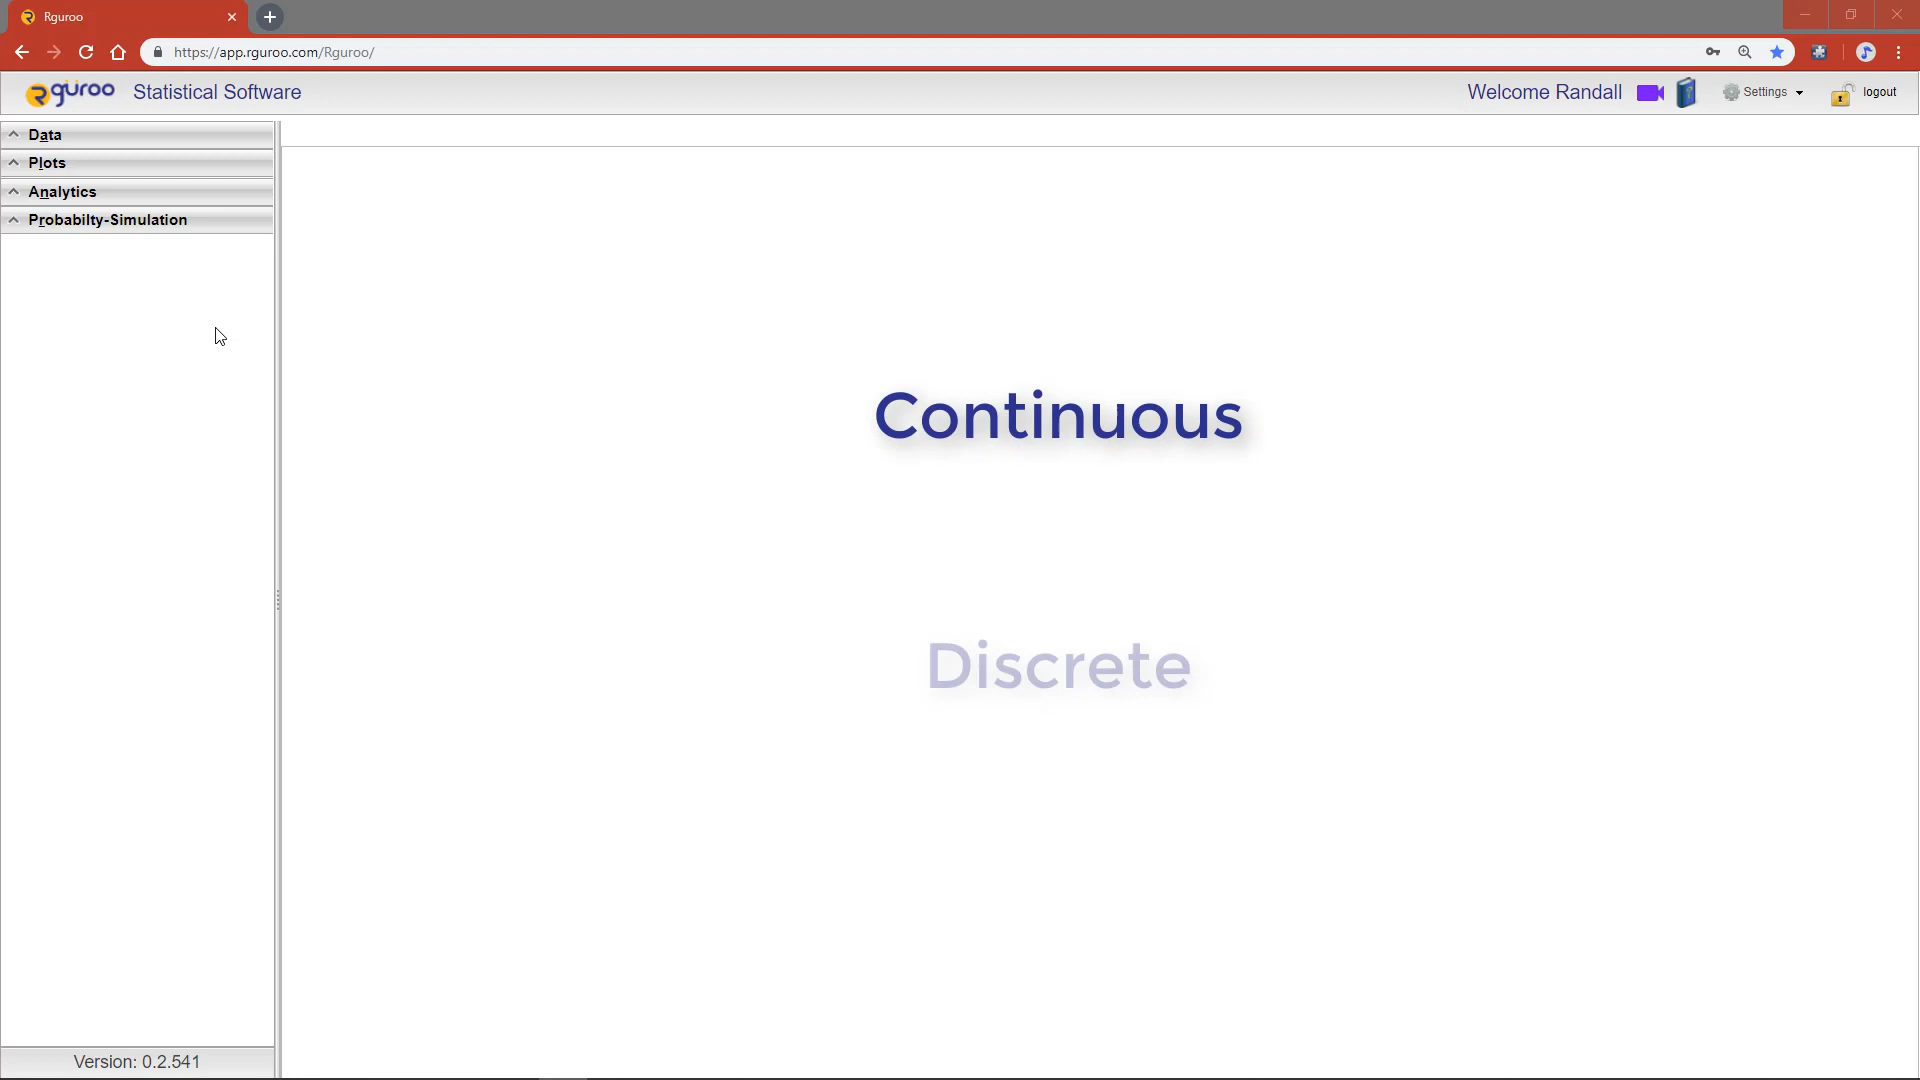 Rguroo
https://app.rguroo.com/Rguroo/
Rguroo Statistical Software
Welcome Randall
Settings
logout
Data
Plots
Analytics
Probabilty-Simulation
Continuous
Discrete
Version: 0.2.541